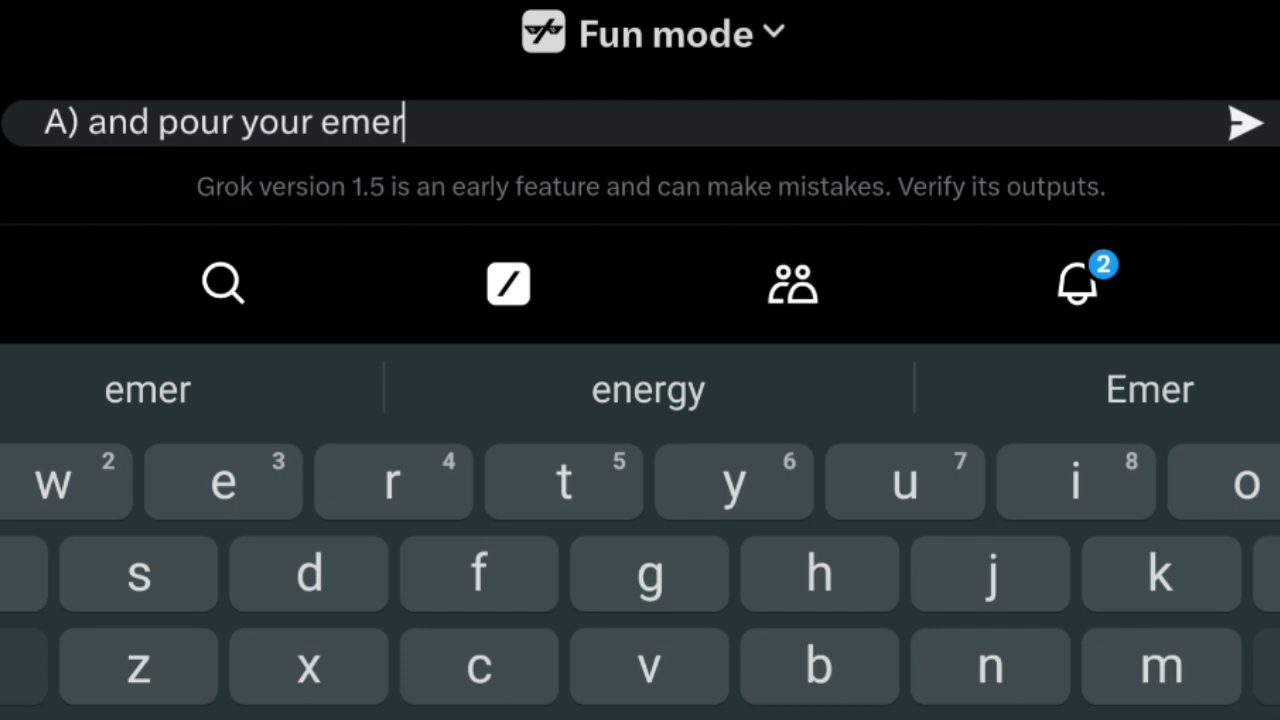 Fun mode
A) and pour your emer
Grok version 1.5 is an early feature and can make mistakes. Verify its outputs.
2
emer energy Emer
w 2 e 3 r 4 t 5 y 6 u 7 i 8 o
s d f g h j k
z x c v b n m